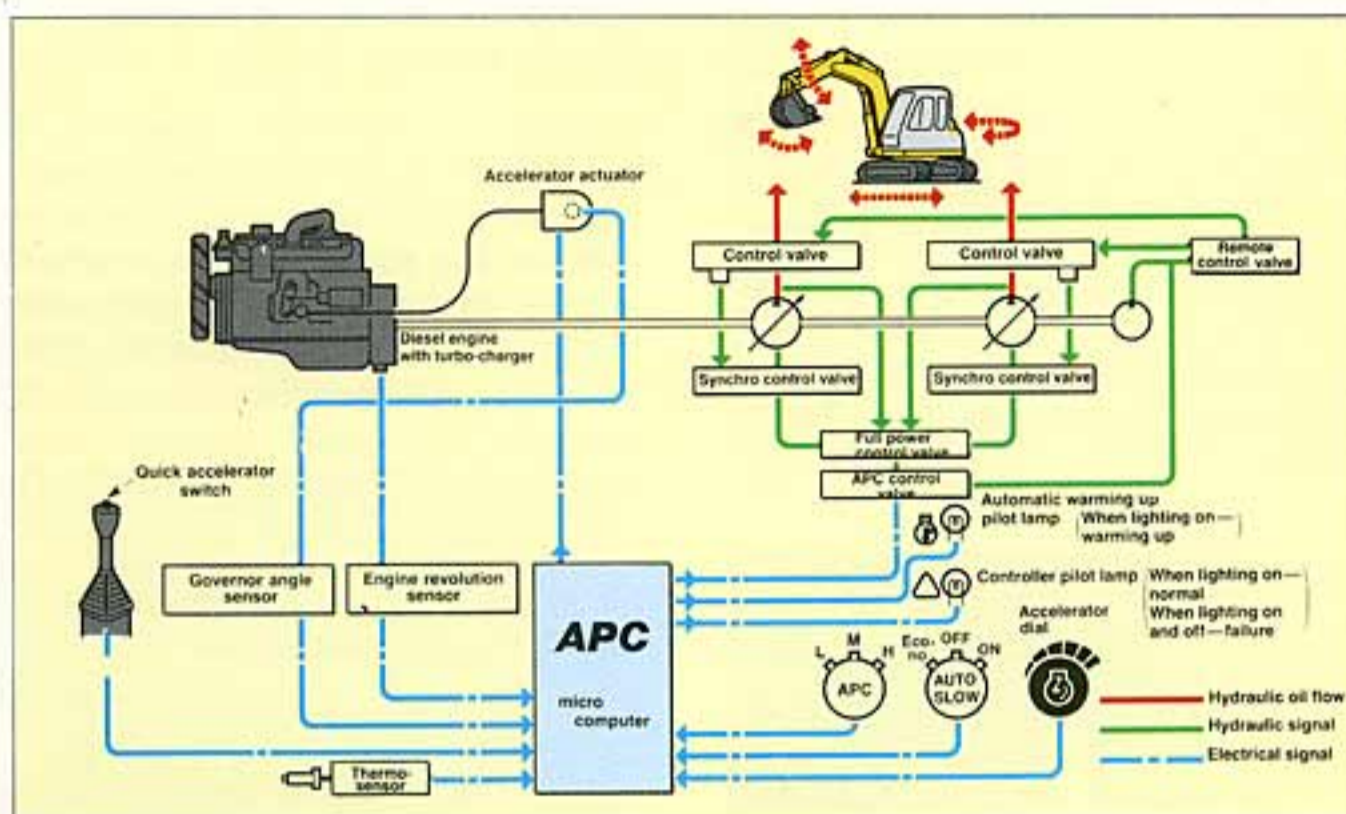 Accelerator actuator
Control valve
Control valve
Remote
control valve
Diesel engine
with turbo-charger
Synchro control valve
Synchro control valve
Full power
control valve
APC control
valve
Quick accelerator
switch
Automatic warming up
pilot lamp
When lighting on—
warming up
Governor angle
sensor
Engine revolution
sensor
Controller pilot lamp
When lighting on—
normal
When lighting on
and off—failure
Accelerator
dial
APC
micro
computer
L M H
APC
Eco-
no.
OFF
ON
AUTO
SLOW
Thermo-
sensor
Hydraulic oil flow
Hydraulic signal
Electrical signal